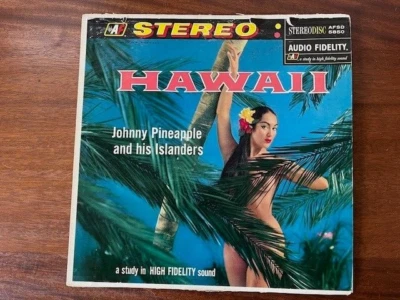 STEREO
STEREODISC AFSD 5850
AUDIO FIDELITY.
a study in high fidelity sound
HAWAII
Johnny Pineapple
and his Islanders
a study in HIGH FIDELITY sound